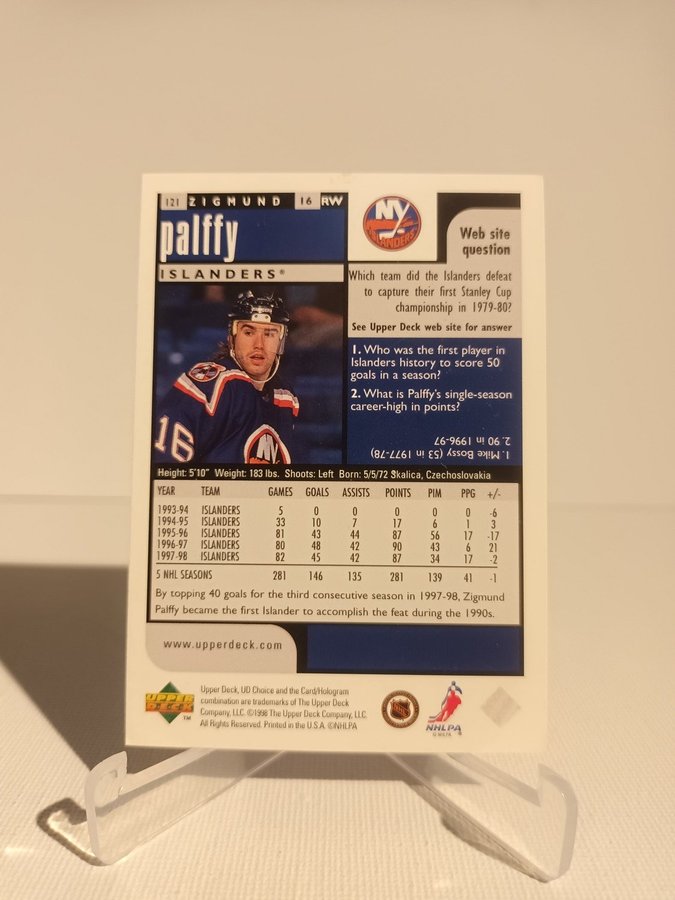 121 ZIGMUND 16 RW
palffy
ISLANDERS®
NY
ISLANDERS
Web site
question
Which team did the Islanders defeat
to capture their first Stanley Cup
championship in 1979-80?
See Upper Deck web site for answer
1. Who was the first player in
Islanders history to score 50
goals in a season?
2. What is Palffy's single-season
career-high in points?
1. Mike Bossy (53 in 1977-78)
2. 90 in 1996-97
16
NY
Height: 5'10" Weight: 183 lbs. Shoots: Left Born: 5/5/72 Skalica, Czechoslovakia
YEAR TEAM GAMES GOALS ASSISTS POINTS PIM PPG +/-
1993-94 ISLANDERS 5 0 0 0 0 0 -6
1994-95 ISLANDERS 33 10 7 17 6 1 3
1995-96 ISLANDERS 81 43 44 87 56 17 -17
1996-97 ISLANDERS 80 48 42 90 43 6 21
1997-98 ISLANDERS 82 45 42 87 34 17 -2
5 NHL SEASONS 281 146 135 281 139 41 -1
By topping 40 goals for the third consecutive season in 1997-98, Zigmund
Palffy became the first Islander to accomplish the feat during the 1990s.
www.upperdeck.com
UPPER
DECK
™
Upper Deck, UD Choice and the Card/Hologram
combination are trademarks of The Upper Deck
Company, LLC. ©1998 The Upper Deck Company, LLC.
All Rights Reserved. Printed in the U.S.A. ©NHLPA
NHL
NHLPA